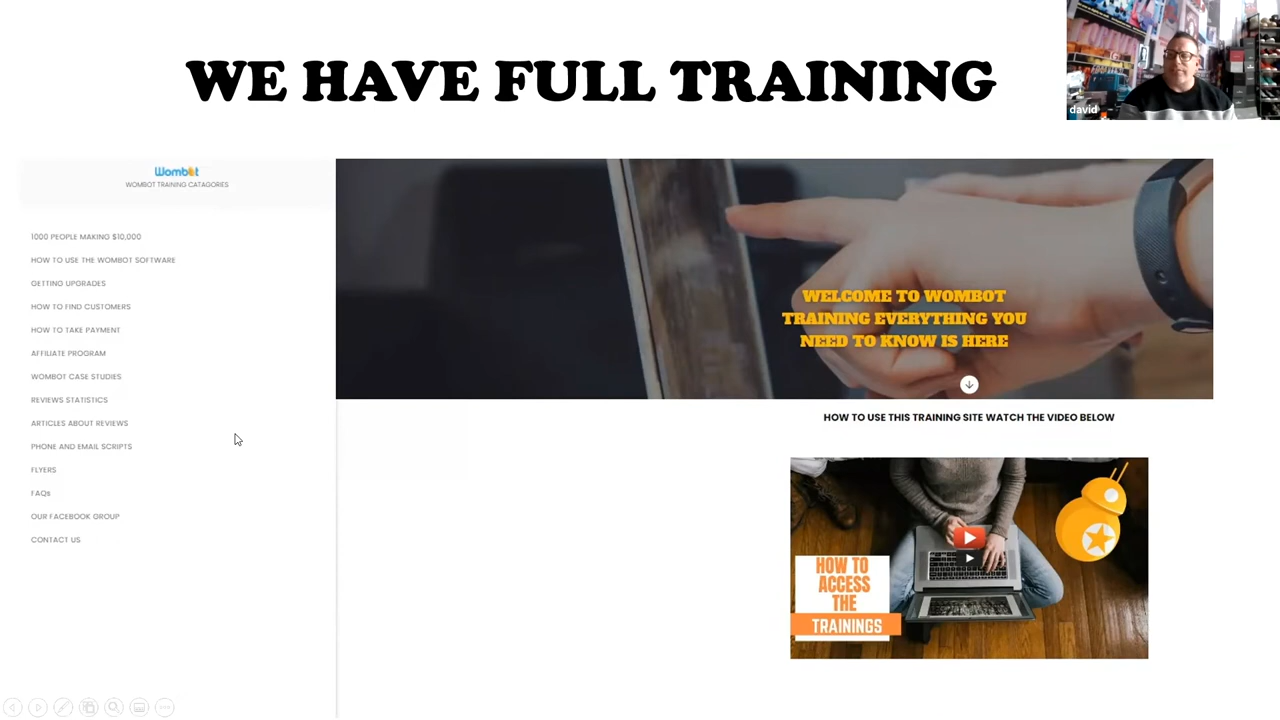 WE HAVE FULL TRAINING
david
Wombot
WOMBOT TRAINING CATAGORIES
1000 PEOPLE MAKING $10,000
HOW TO USE THE WOMBOT SOFTWARE
GETTING UPGRADES
HOW TO FIND CUSTOMERS
HOW TO TAKE PAYMENT
AFFILIATE PROGRAM
WOMBOT CASE STUDIES
REVIEWS STATISTICS
ARTICLES ABOUT REVIEWS
PHONE AND EMAIL SCRIPTS
FLYERS
FAQs
OUR FACEBOOK GROUP
CONTACT US
WELCOME TO WOMBOT
TRAINING EVERYTHING YOU
NEED TO KNOW IS HERE
HOW TO USE THIS TRAINING SITE WATCH THE VIDEO BELOW
HOW TO
ACCESS
THE
TRAININGS